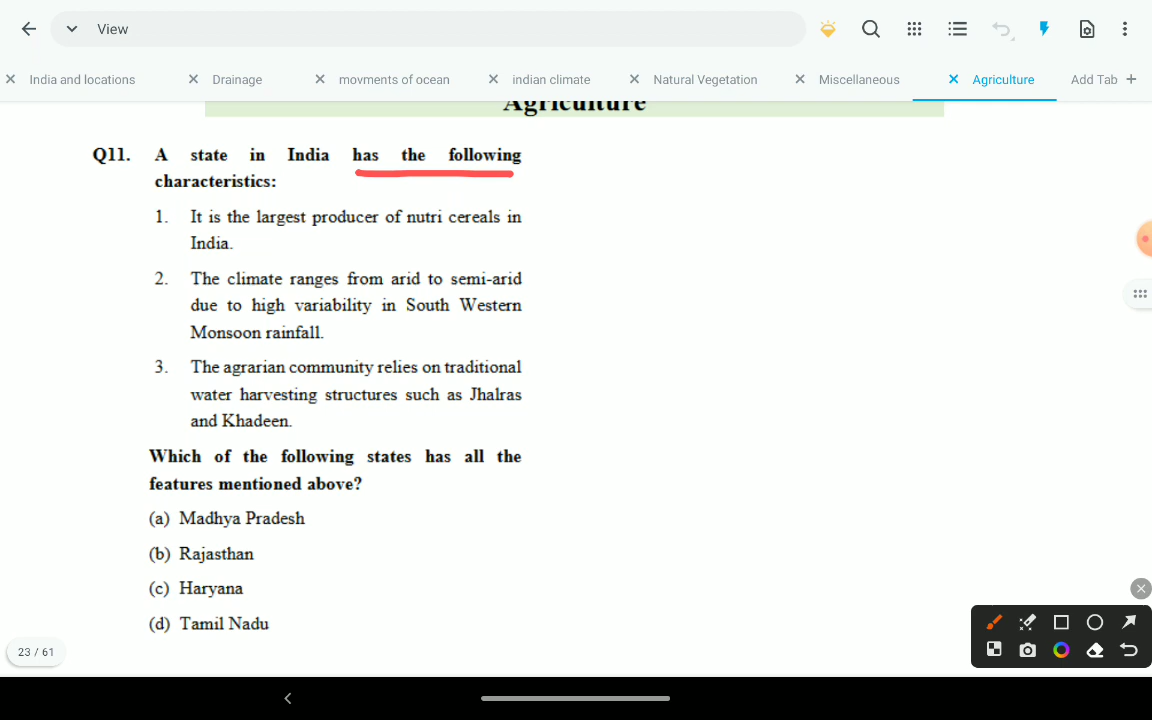 View
India and locations
Drainage
movments of ocean
indian climate
Natural Vegetation
Miscellaneous
Agriculture
Add Tab
Agriculture
Q11. A state in India has the following
characteristics:
1. It is the largest producer of nutri cereals in
India.
2. The climate ranges from arid to semi-arid
due to high variability in South Western
Monsoon rainfall.
3. The agrarian community relies on traditional
water harvesting structures such as Jhalras
and Khadeen.
Which of the following states has all the
features mentioned above?
(a) Madhya Pradesh
(b) Rajasthan
(c) Haryana
(d) Tamil Nadu
23 / 61